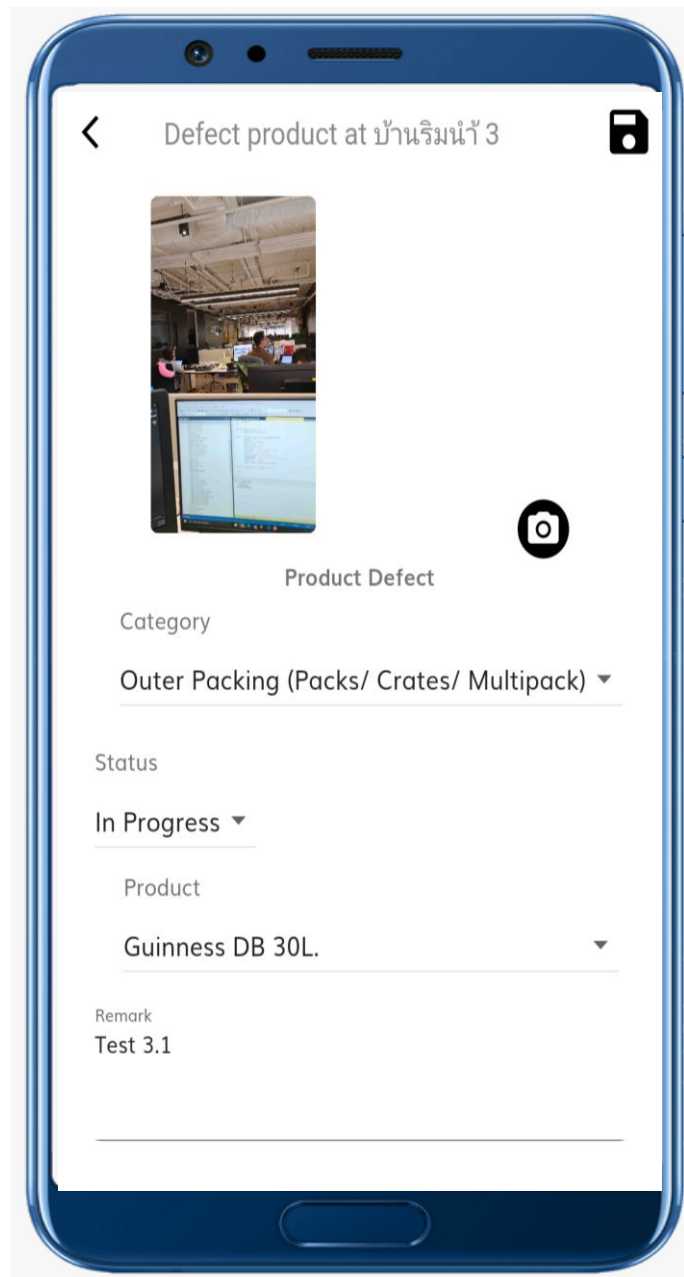 Defect product at บ้านริมนำ้ 3
Product Defect
Category
Outer Packing (Packs/ Crates/ Multipack)
Status
In Progress
Product
Guinness DB 30L.
Remark
Test 3.1